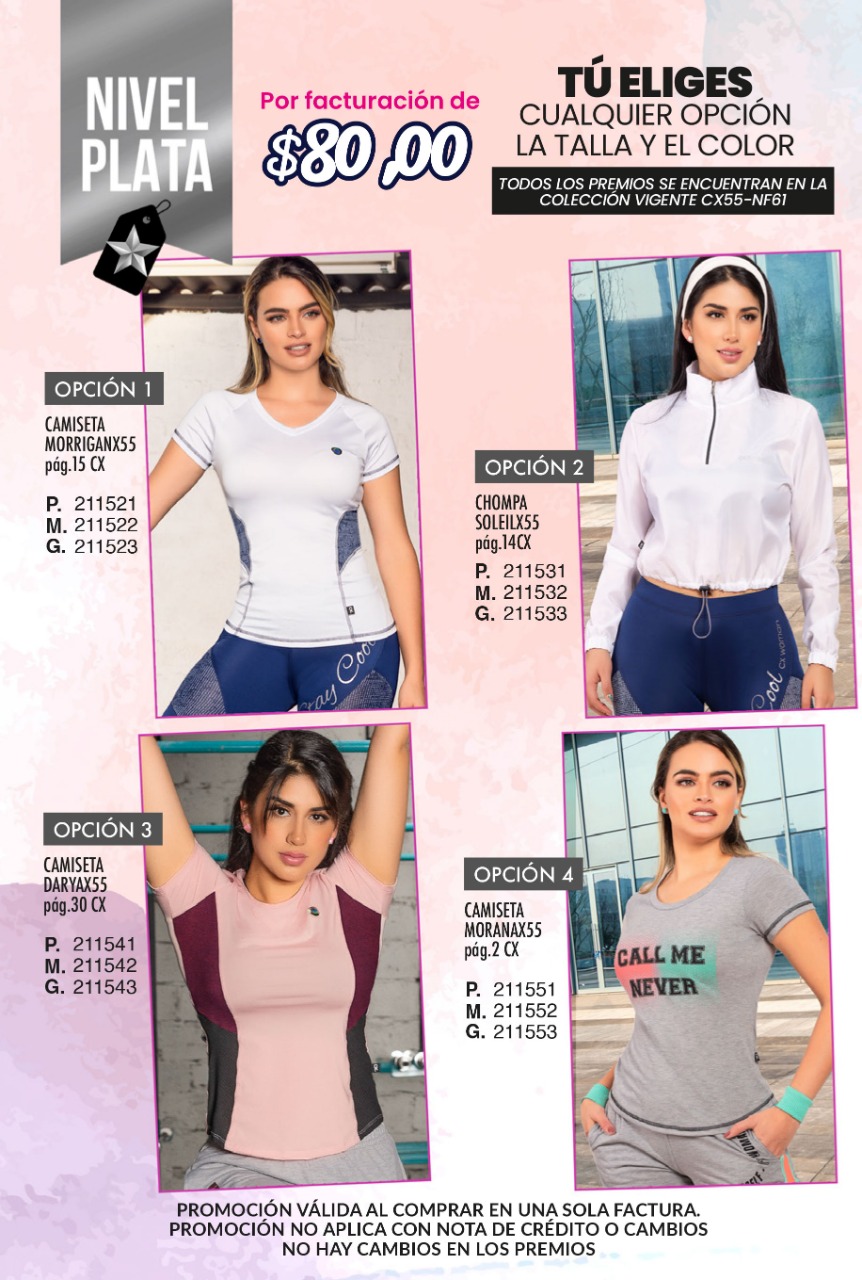 NIVEL
PLATA
Por facturación de
$80,00
TÚ ELIGES
CUALQUIER OPCIÓN
LA TALLA Y EL COLOR
TODOS LOS PREMIOS SE ENCUENTRAN EN LA
COLECCIÓN VIGENTE CX55-NF61
OPCIÓN 1
CAMISETA
MORRIGANX55
pág.15 CX
P. 211521
M. 211522
G. 211523
OPCIÓN 2
CHOMPA
SOLEILX55
pág.14CX
P. 211531
M. 211532
G. 211533
Cool
Cool
cx woman
OPCIÓN 3
CAMISETA
DARYAX55
pág.30 CX
P. 211541
M. 211542
G. 211543
OPCIÓN 4
CAMISETA
MORANAX55
pág.2 CX
P. 211551
M. 211552
G. 211553
CALL ME
NEVER
PROMOCIÓN VÁLIDA AL COMPRAR EN UNA SOLA FACTURA.
PROMOCIÓN NO APLICA CON NOTA DE CRÉDITO O CAMBIOS
NO HAY CAMBIOS EN LOS PREMIOS